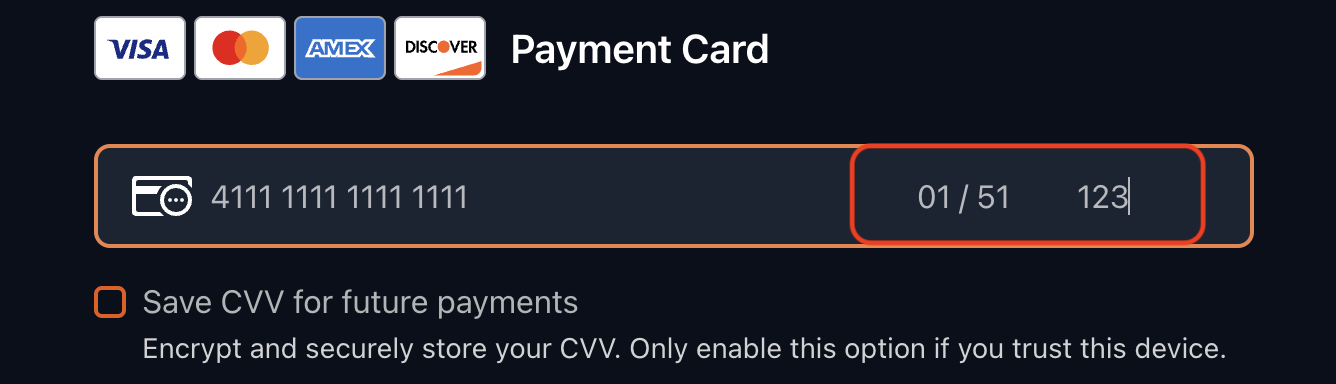 VISA AMEX DISCOVER Payment Card
4111 1111 1111 1111 01 / 51 123
Save CVV for future payments
Encrypt and securely store your CVV. Only enable this option if you trust this device.